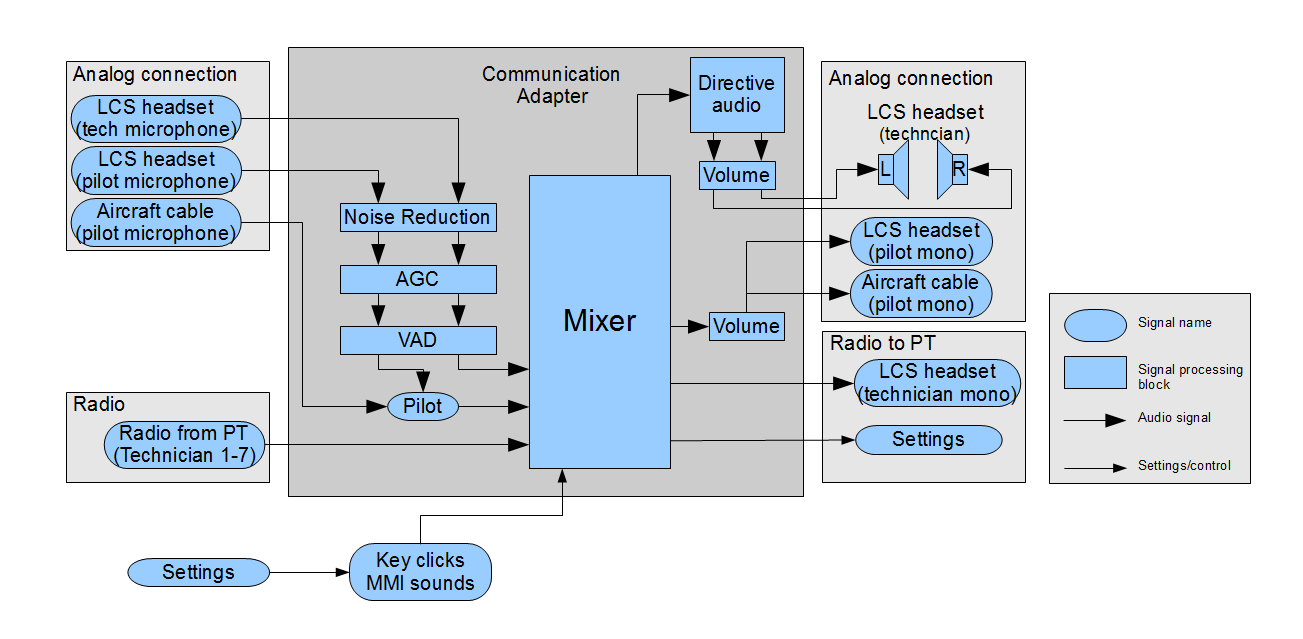 Analog connection
LCS headset
(tech microphone)
LCS headset
(pilot microphone)
Aircraft cable
(pilot microphone)
Radio
Radio from PT
(Technician 1-7)
Settings
Key clicks
MMI sounds
Communication
Adapter
Noise Reduction
AGC
VAD
Pilot
Mixer
Directive
audio
Volume
Volume
Analog connection
LCS headset
(techncian)
L
R
LCS headset
(pilot mono)
Aircraft cable
(pilot mono)
Radio to PT
LCS headset
(technician mono)
Settings
Signal name
Signal processing
block
Audio signal
Settings/control